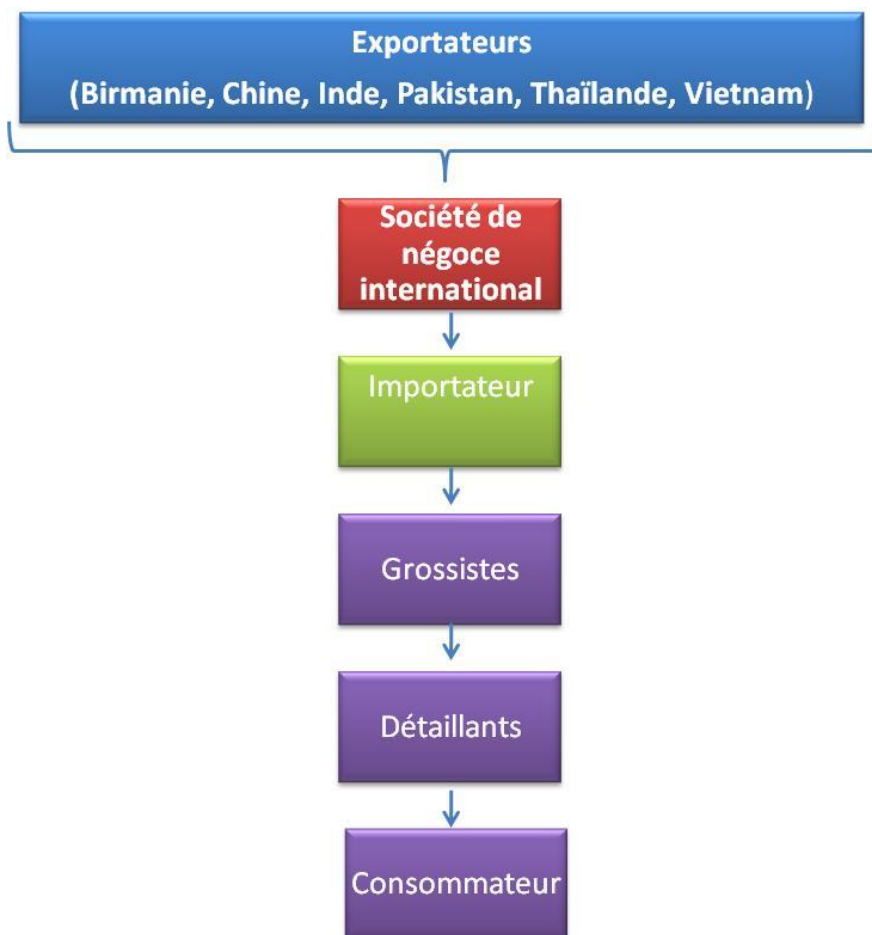 Exportateurs
(Birmanie, Chine, Inde, Pakistan, Thaïlande, Vietnam)
Société de
négoce
international
Importateur
Grossistes
Détaillants
Consommateur